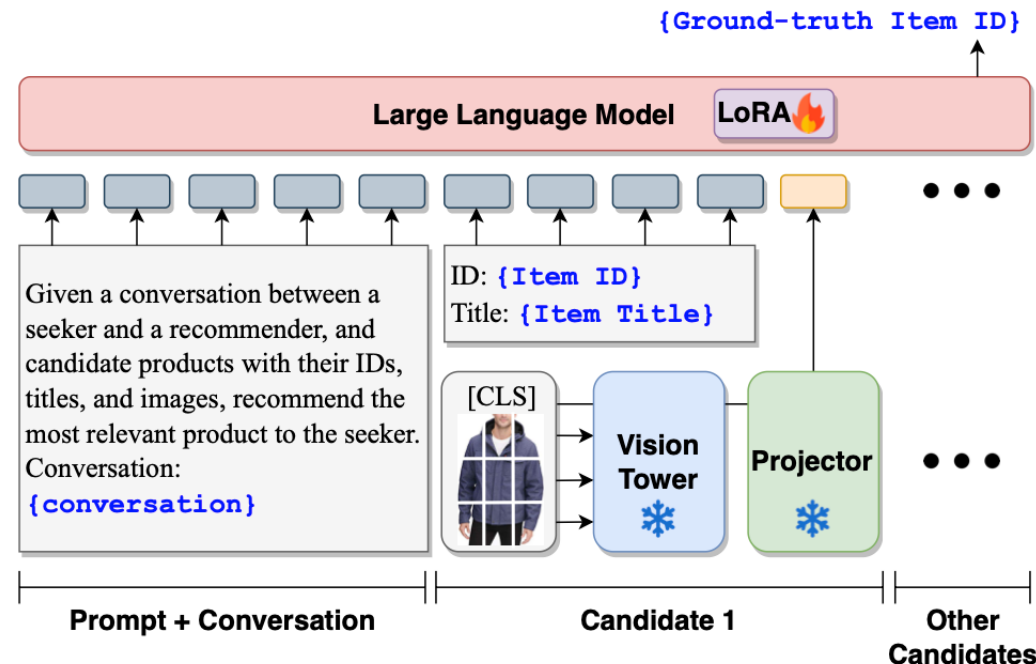 {Ground-truth Item ID}
Large Language Model
LoRA
Given a conversation between a
seeker and a recommender, and
candidate products with their IDs,
titles, and images, recommend the
most relevant product to the seeker.
Conversation:
{conversation}
ID: {Item ID}
Title: {Item Title}
[CLS]
Vision
Tower
Projector
Prompt + Conversation
Candidate 1
Other
Candidates